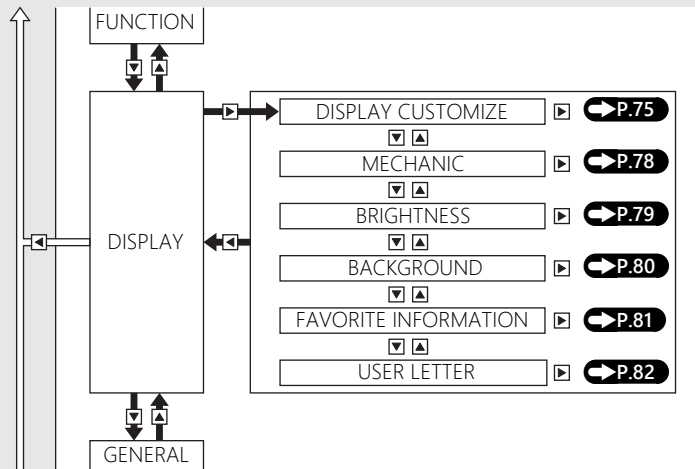 FUNCTION
DISPLAY
DISPLAY CUSTOMIZE P.75
MECHANIC P.78
BRIGHTNESS P.79
BACKGROUND P.80
FAVORITE INFORMATION P.81
USER LETTER P.82
GENERAL